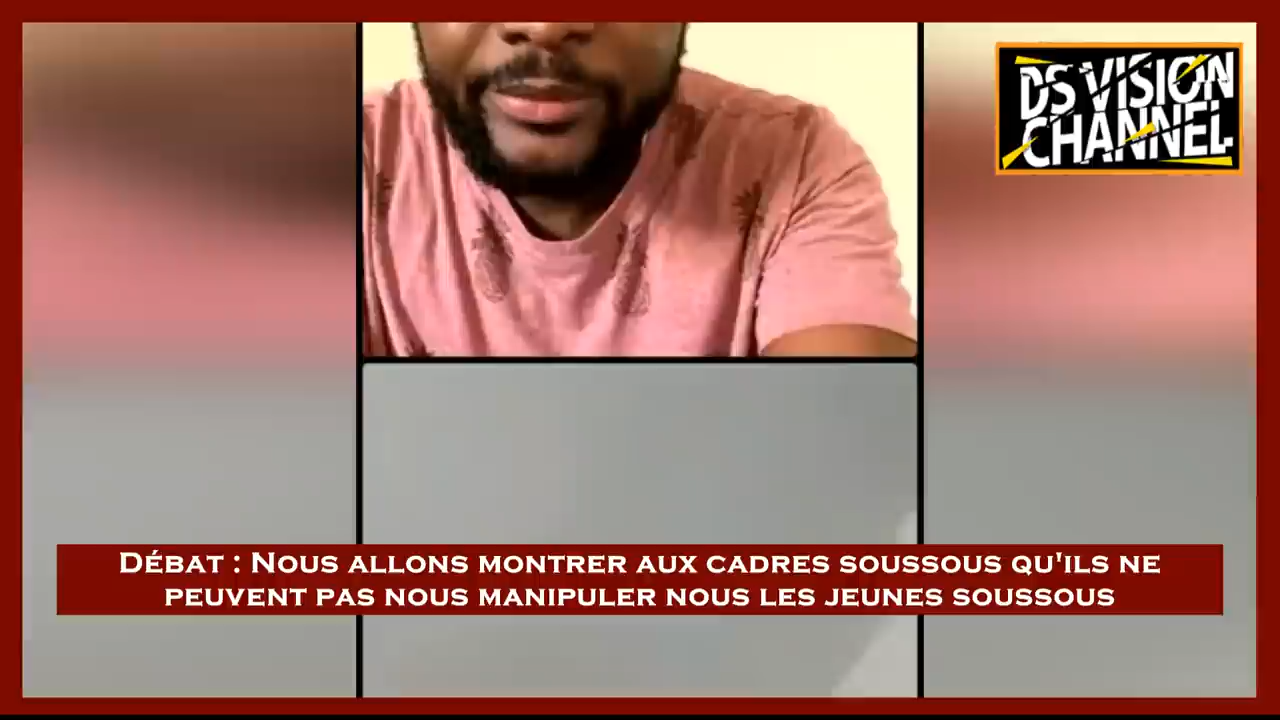 DS VISION
CHANNEL
Débat : Nous allons montrer aux cadres soussous qu'ils ne
peuvent pas nous manipuler nous les jeunes soussous